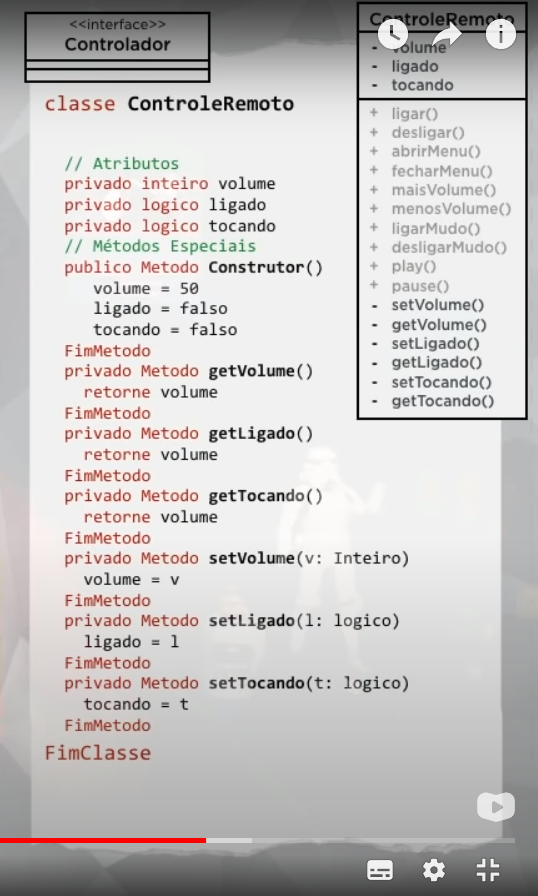 <<interface>>
Controlador
ControleRemoto
- volume
- ligado
- tocando
+ ligar()
+ desligar()
+ abrirMenu()
+ fecharMenu()
+ maisVolume()
+ menosVolume()
+ ligarMudo()
+ desligarMudo()
+ play()
+ pause()
- setVolume()
- getVolume()
- setLigado()
- getLigado()
- setTocando()
- getTocando()
classe ControleRemoto
// Atributos
privado inteiro volume
privado logico ligado
privado logico tocando
// Métodos Especiais
publico Metodo Construtor()
volume = 50
ligado = falso
tocando = falso
FimMetodo
privado Metodo getVolume()
retorne volume
FimMetodo
privado Metodo getLigado()
retorne volume
FimMetodo
privado Metodo getTocando()
retorne volume
FimMetodo
privado Metodo setVolume(v: Inteiro)
volume = v
FimMetodo
privado Metodo setLigado(l: logico)
ligado = l
FimMetodo
privado Metodo setTocando(t: logico)
tocando = t
FimMetodo
FimClasse